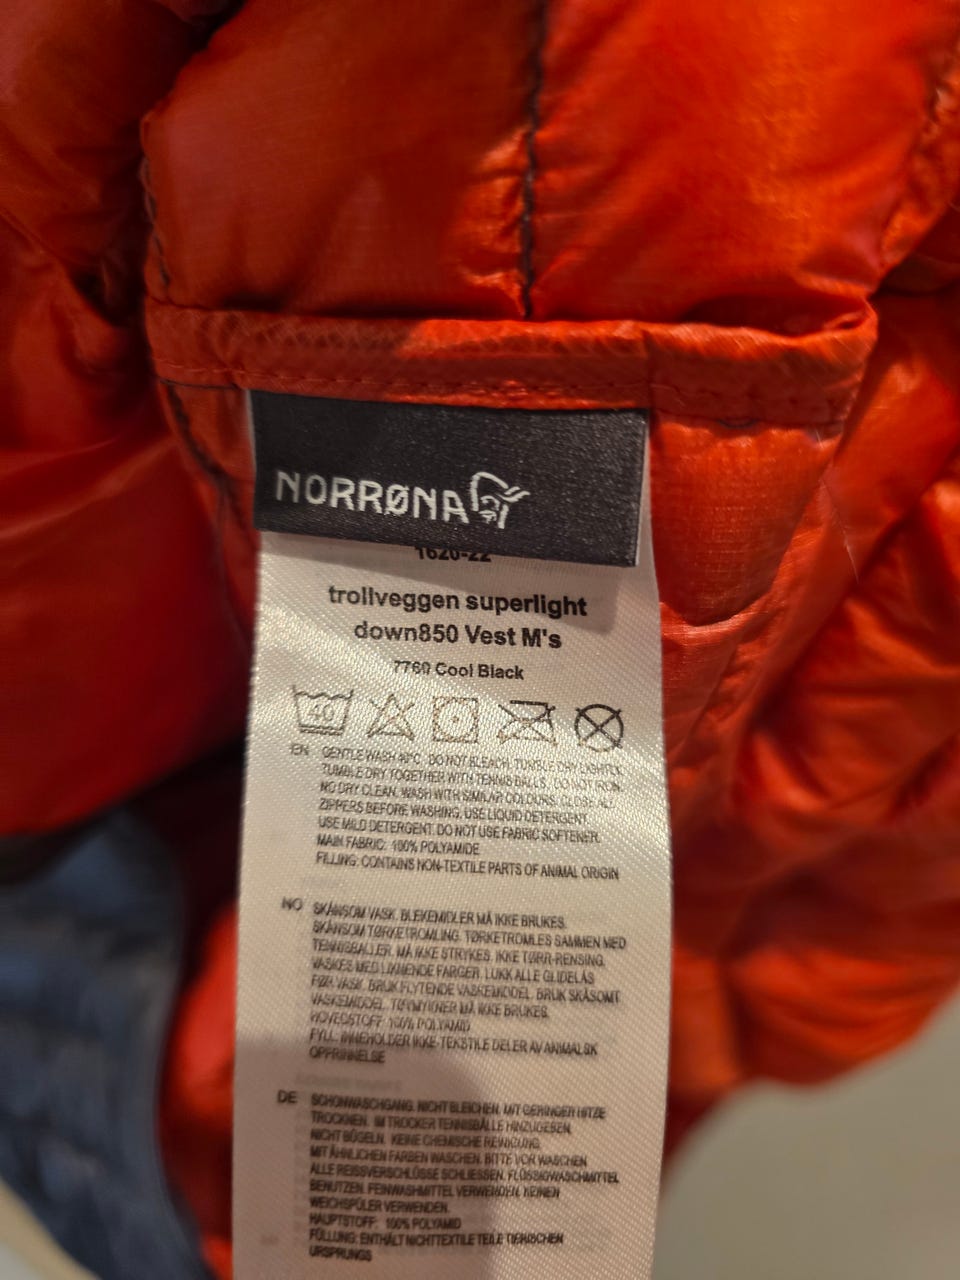 NORRØNA
1620-22
trollveggen superlight
down850 Vest M's
7760 Cool Black
40
EN GENTLE WASH 40°C. DO NOT BLEACH. TUMBLE DRY LIGHTLY.
TUMBLE DRY TOGETHER WITH TENNIS BALLS. DO NOT IRON.
NO DRY CLEAN. WASH WITH SIMILAR COLOURS. CLOSE ALL
ZIPPERS BEFORE WASHING. USE LIQUID DETERGENT.
USE MILD DETERGENT. DO NOT USE FABRIC SOFTENER.
MAIN FABRIC: 100% POLYAMIDE
FILLING: CONTAINS NON-TEXTILE PARTS OF ANIMAL ORIGIN
NO SKÅNSOM VASK. BLEKEMIDLER MÅ IKKE BRUKES.
SKÅNSOM TØRKETROMLING. TØRKETROMLES SAMMEN MED
TENNISBALLER. MÅ IKKE STRYKES. IKKE TØRR-RENSING.
VASKES MED LIKNENDE FARGER. LUKK ALLE GLIDELÅS
FØR VASK. BRUK FLYTENDE VASKEMIDDEL. BRUK SKÅSOMT
VASKEMIDDEL. TØYMYKNER MÅ IKKE BRUKES.
HOVEDSTOFF: 100% POLYAMID
FYLL: INNEHOLDER IKKE-TEKSTILE DELER AV ANIMALSK
OPPRINNELSE
DE SCHONWASCHGANG. NICHT BLEICHEN. MIT GERINGER HITZE
TROCKNEN. IM TROCKER TENNISBÄLLE HINZUGEBEN.
NICHT BÜGELN. KEINE CHEMISCHE REINIGUNG.
MIT ÄHNLICHEN FARBEN WASCHEN. BITTE VOR WASCHEN
ALLE REISSVERSCHLÜSSE SCHLIESSEN. FLÜSSIGWASCHMITTEL
BENUTZEN. FEINWASHMITTEL VERWENDEN. KEINEN
WEICHSPÜLER VERWENDEN.
HAUPTSTOFF: 100% POLYAMID
FÜLLUNG: ENTHÄLT NICHTTEXTILE TEILE TIERISCHEN
URSPRUNGS